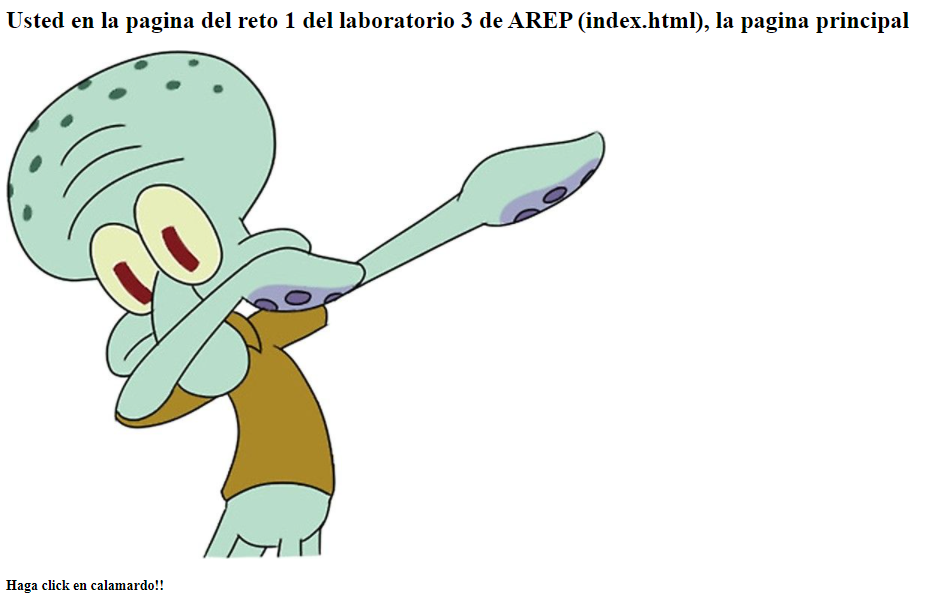 Usted en la pagina del reto 1 del laboratorio 3 de AREP (index.html), la pagina principal
Haga click en calamardo!!